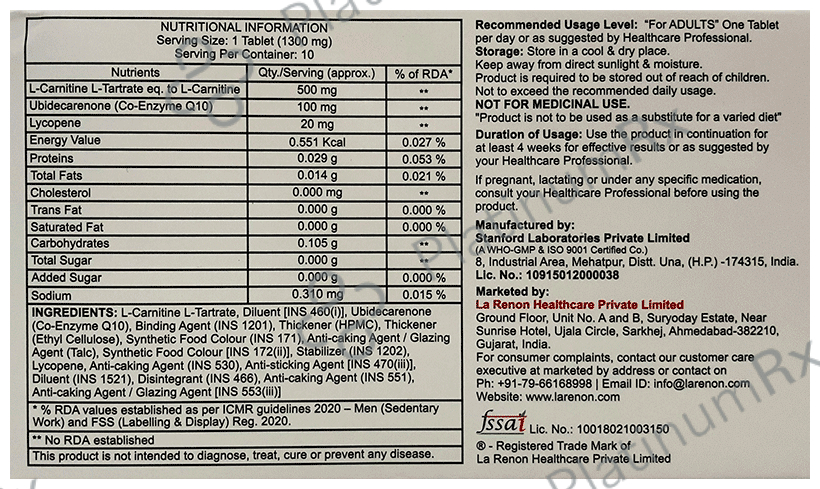 NUTRITIONAL INFORMATION
Serving Size: 1 Tablet (1300 mg)
Serving Per Container: 10
Nutrients Qty./Serving (approx.) % of RDA*
L-Carnitine L-Tartrate eq. to L-Carnitine 500 mg **
Ubidecarenone (Co-Enzyme Q10) 100 mg **
Lycopene 20 mg **
Energy Value 0.551 Kcal 0.027 %
Proteins 0.029 g 0.053 %
Total Fats 0.014 g 0.021 %
Cholesterol 0.000 mg **
Trans Fat 0.000 g 0.000 %
Saturated Fat 0.000 g 0.000 %
Carbohydrates 0.105 g **
Total Sugar 0.000 g **
Added Sugar 0.000 g 0.000 %
Sodium 0.310 mg 0.015 %
INGREDIENTS: L-Carnitine L-Tartrate, Diluent [INS 460(i)], Ubidecarenone
(Co-Enzyme Q10), Binding Agent (INS 1201), Thickener (HPMC), Thickener
(Ethyl Cellulose), Synthetic Food Colour (INS 171), Anti-caking Agent / Glazing
Agent (Talc), Synthetic Food Colour [INS 172(ii)], Stabilizer (INS 1202),
Lycopene, Anti-caking Agent (INS 530), Anti-sticking Agent [INS 470(iii)],
Diluent (INS 1521), Disintegrant (INS 466), Anti-caking Agent (INS 551),
Anti-caking Agent / Glazing Agent [INS 553(iii)]
* % RDA values established as per ICMR guidelines 2020 – Men (Sedentary
Work) and FSS (Labelling & Display) Reg. 2020.
** No RDA established
This product is not intended to diagnose, treat, cure or prevent any disease.
Recommended Usage Level: "For ADULTS" One Tablet
per day or as suggested by Healthcare Professional.
Storage: Store in a cool & dry place.
Keep away from direct sunlight & moisture.
Product is required to be stored out of reach of children.
Not to exceed the recommended daily usage.
NOT FOR MEDICINAL USE.
"Product is not to be used as a substitute for a varied diet"
Duration of Usage: Use the product in continuation for
at least 4 weeks for effective results or as suggested by
your Healthcare Professional.
If pregnant, lactating or under any specific medication,
consult your Healthcare Professional before using the
product.
Manufactured by:
Stanford Laboratories Private Limited
(A WHO-GMP & ISO 9001 Certified Co.)
8, Industrial Area, Mehatpur, Distt. Una, (H.P.) -174315, India.
Lic. No.: 10915012000038
Marketed by:
La Renon Healthcare Private Limited
Ground Floor, Unit No. A and B, Suryoday Estate, Near
Sunrise Hotel, Ujala Circle, Sarkhej, Ahmedabad-382210,
Gujarat, India.
For consumer complaints, contact our customer care
executive at marketed by address or contact on
Ph: +91-79-66168998 | Email ID: info@larenon.com
Website: www.larenon.com
fssai Lic. No.: 10018021003150
® - Registered Trade Mark of
La Renon Healthcare Private Limited
PlatinumRx
PlatinumRx
PlatinumRx
PlatinumRx